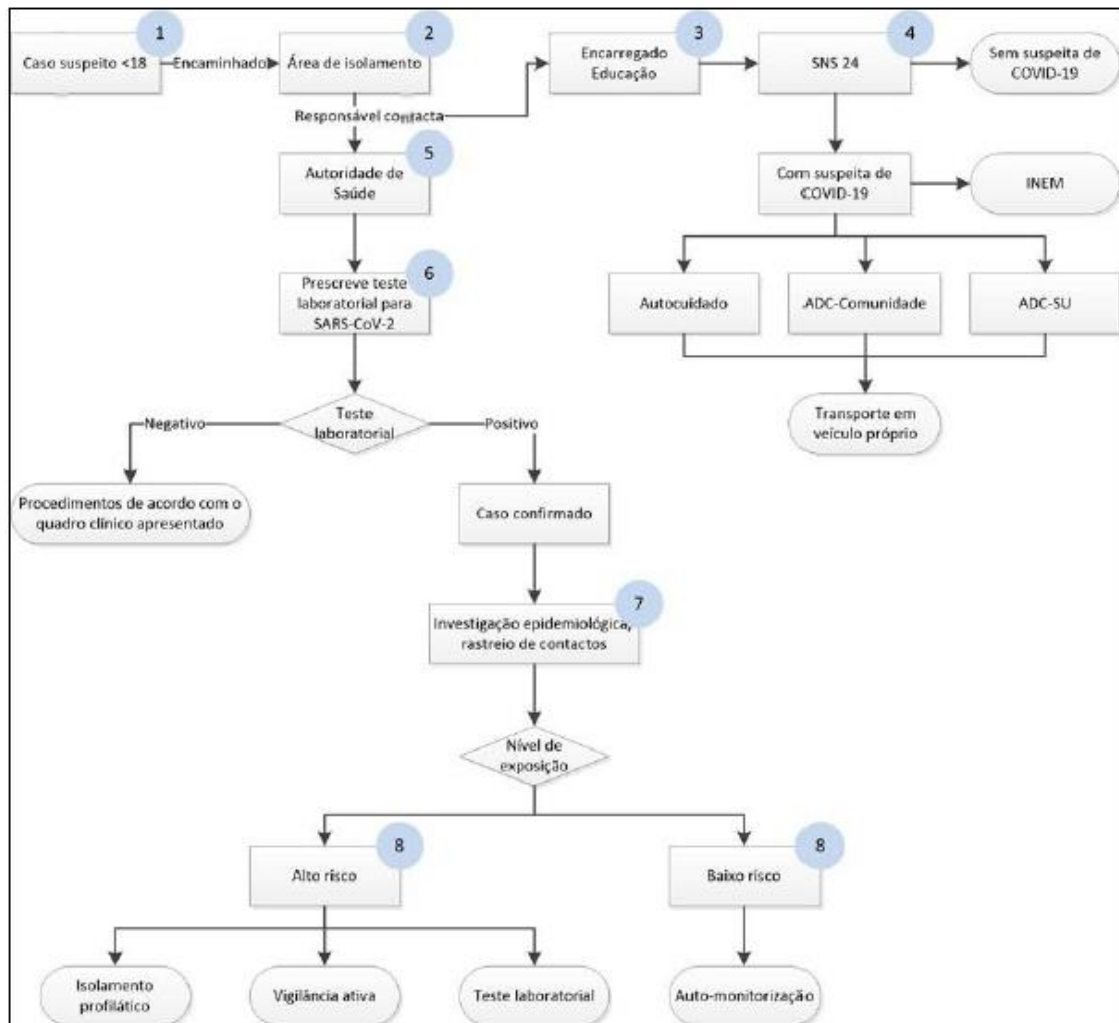 1
Caso suspeito <18
Encaminhado
2
Área de isolamento
3
Encarregado
Educação
4
SNS 24
Sem suspeita de
COVID-19
Responsável contacta
5
Autoridade de
Saúde
Com suspeita de
COVID-19
INEM
6
Prescreve teste
laboratorial para
SARS-CoV-2
Autocuidado
ADC-Comunidade
ADC-SU
Teste
laboratorial
Negativo
Positivo
Transporte em
veículo próprio
Procedimentos de acordo com o
quadro clínico apresentado
Caso confirmado
7
Investigação epidemiológica,
rastreio de contactos
Nível de
exposição
8
Alto risco
8
Baixo risco
Isolamento
profilático
Vigilância ativa
Teste laboratorial
Auto-monitorização